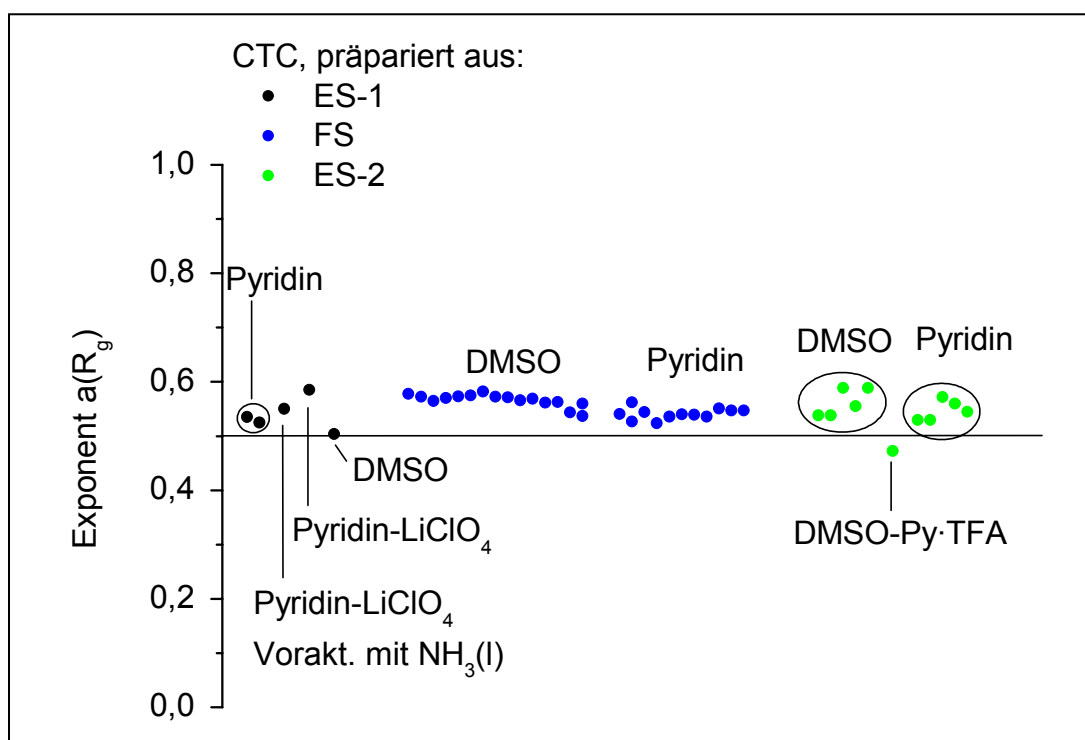 CTC, präpariert aus:
ES-1
FS
ES-2
1,0
0,8
0,6
0,4
0,2
0,0
Exponent a(R_g)
Pyridin
DMSO
Pyridin-LiClO₄
Pyridin-LiClO₄
Vorakt. mit NH₃(l)
DMSO
Pyridin
DMSO
Pyridin
DMSO-Py·TFA